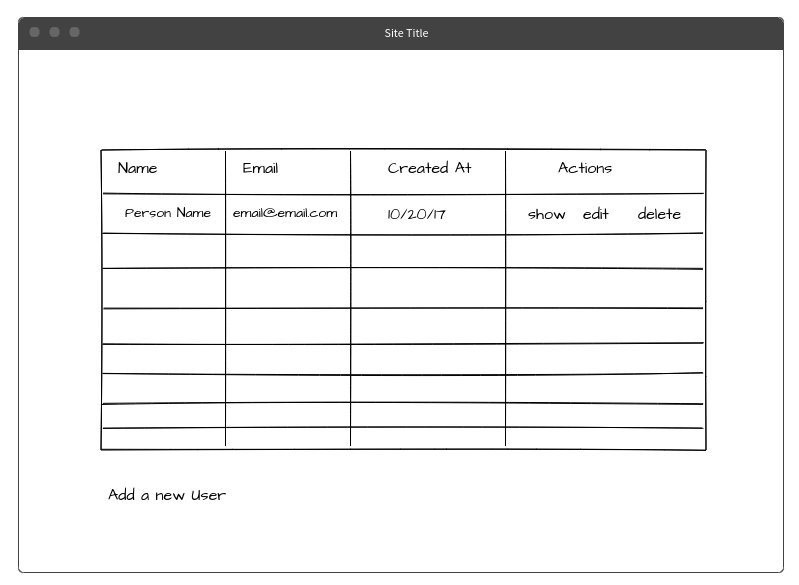 Site Title
Name Email Created At Actions
Person Name email@email.com 10/20/17 show edit delete
Add a new User